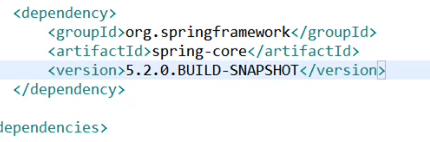 <dependency>
<groupId>org.springframework</groupId>
<artifactId>spring-core</artifactId>
<version>5.2.0.BUILD-SNAPSHOT</version>
</dependency>
dependencies>